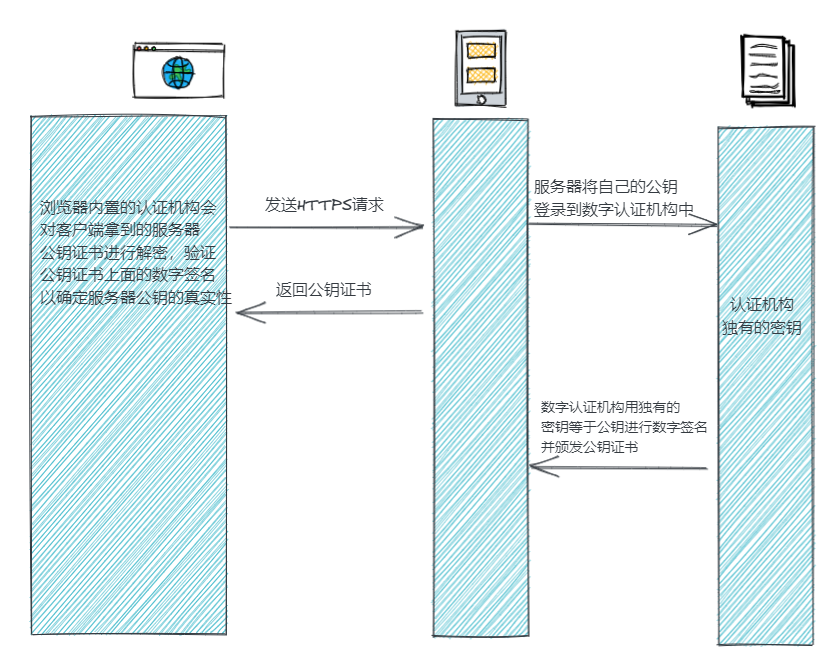 浏览器内置的认证机构会
对客户端拿到的服务器
公钥证书进行解密，验证
公钥证书上面的数字签名
以确定服务器公钥的真实性
发送HTTPS请求
返回公钥证书
服务器将自己的公钥
登录到数字认证机构中
认证机构
独有的密钥
数字认证机构用独有的
密钥等于公钥进行数字签名
并颁发公钥证书